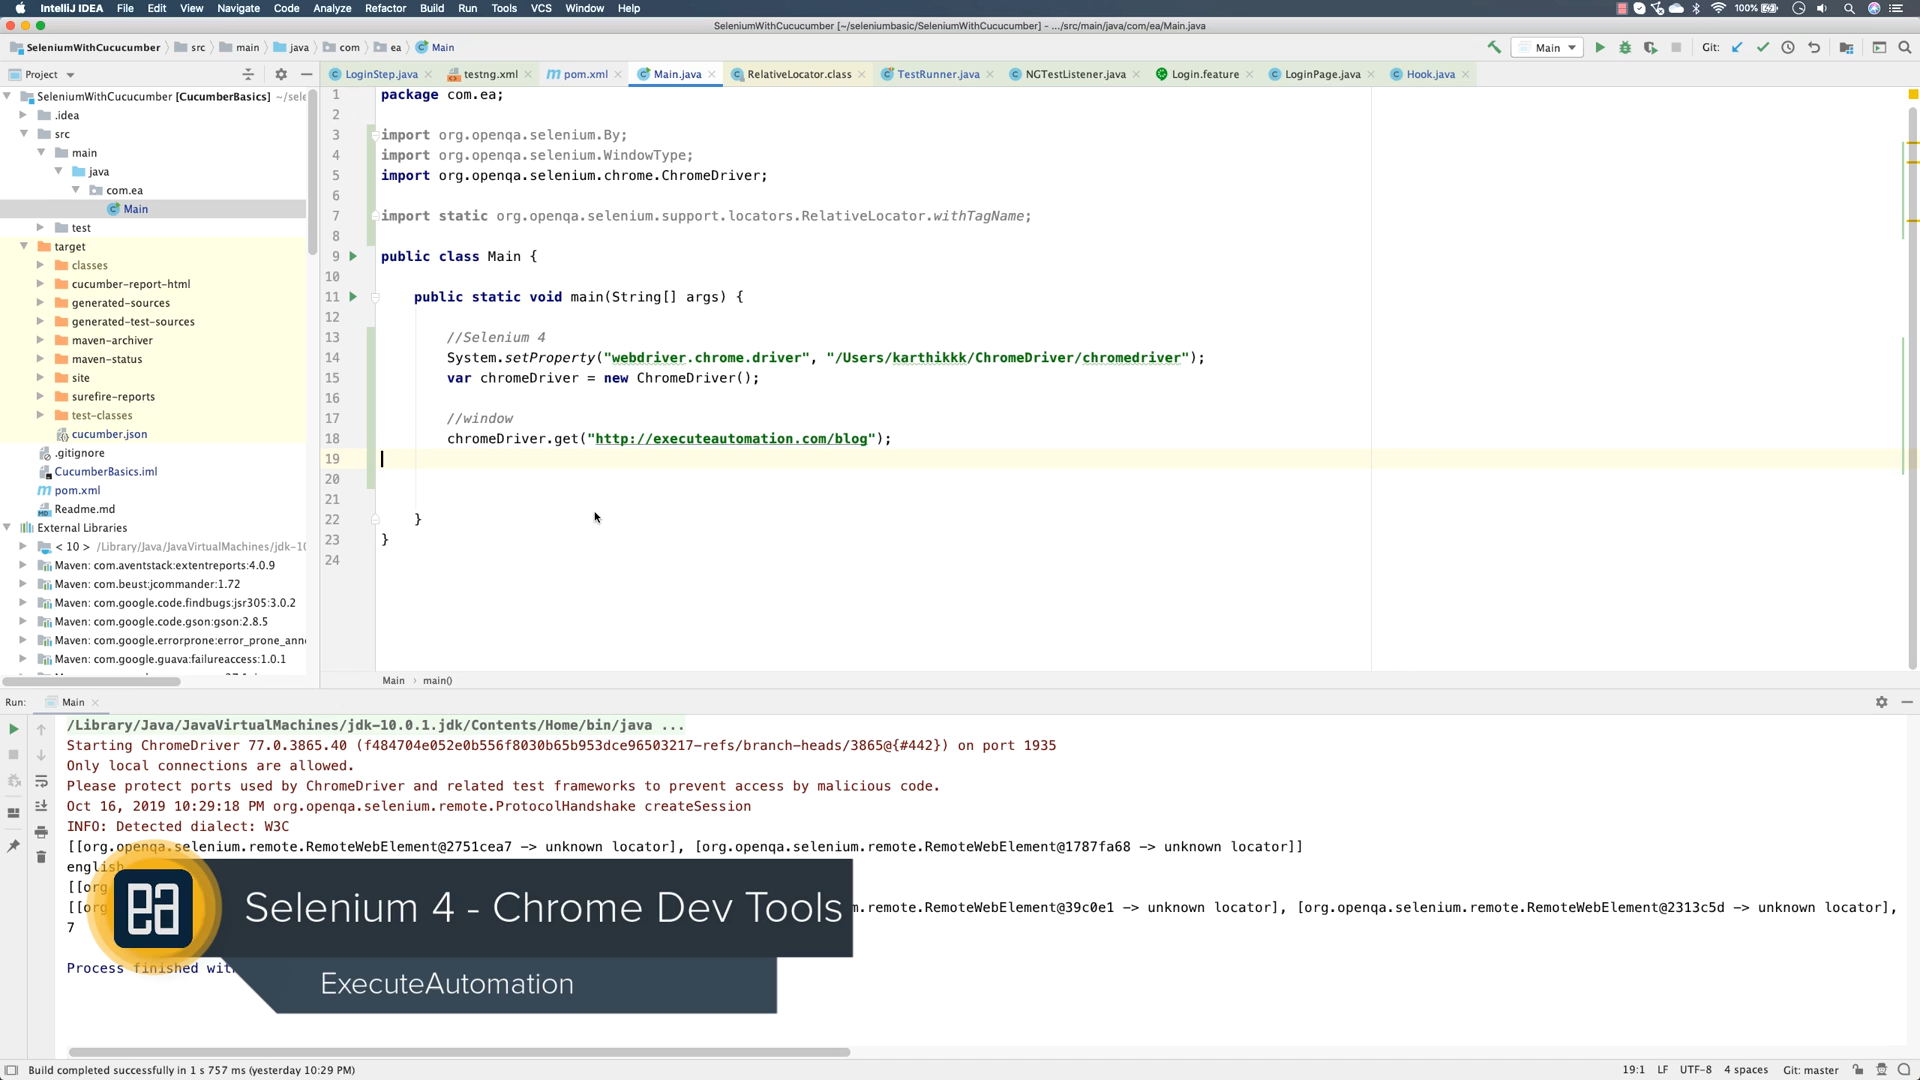 IntelliJ IDEA File Edit View Navigate Code Analyze Refactor Build Run Tools VCS Window Help 100%
SeleniumWithCucucumber [~/seleniumbasic/SeleniumWithCucucumber] - .../src/main/java/com/ea/Main.java
SeleniumWithCucucumber src main java com ea Main Main Git:
Project LoginStep.java testng.xml pom.xml Main.java RelativeLocator.class TestRunner.java NGTestListener.java Login.feature LoginPage.java Hook.java
SeleniumWithCucucumber [CucumberBasics] ~/sele
.idea
src
main
java
com.ea
Main
test
target
classes
cucumber-report-html
generated-sources
generated-test-sources
maven-archiver
maven-status
site
surefire-reports
test-classes
cucumber.json
.gitignore
CucumberBasics.iml
pom.xml
Readme.md
External Libraries
< 10 > /Library/Java/JavaVirtualMachines/jdk-10
Maven: com.aventstack:extentreports:4.0.9
Maven: com.beust:jcommander:1.72
Maven: com.google.code.findbugs:jsr305:3.0.2
Maven: com.google.code.gson:gson:2.8.5
Maven: com.google.errorprone:error_prone_anno
Maven: com.google.guava:failureaccess:1.0.1
1 package com.ea;
2
3 import org.openqa.selenium.By;
4 import org.openqa.selenium.WindowType;
5 import org.openqa.selenium.chrome.ChromeDriver;
6
7 import static org.openqa.selenium.support.locators.RelativeLocator.withTagName;
8
9 public class Main {
10
11 public static void main(String[] args) {
12
13 //Selenium 4
14 System.setProperty("webdriver.chrome.driver", "/Users/karthikkk/ChromeDriver/chromedriver");
15 var chromeDriver = new ChromeDriver();
16
17 //window
18 chromeDriver.get("http://executeautomation.com/blog");
19
20
21
22 }
23 }
24
Main › main()
Run: Main
/Library/Java/JavaVirtualMachines/jdk-10.0.1.jdk/Contents/Home/bin/java ...
Starting ChromeDriver 77.0.3865.40 (f484704e052e0b556f8030b65b953dce96503217-refs/branch-heads/3865@{#442}) on port 1935
Only local connections are allowed.
Please protect ports used by ChromeDriver and related test frameworks to prevent access by malicious code.
Oct 16, 2019 10:29:18 PM org.openqa.selenium.remote.ProtocolHandshake createSession
INFO: Detected dialect: W3C
[[org.openqa.selenium.remote.RemoteWebElement@2751cea7 -> unknown locator], [org.openqa.selenium.remote.RemoteWebElement@1787fa68 -> unknown locator]]
english
[[org
[[org m.remote.RemoteWebElement@39c0e1 -> unknown locator], [org.openqa.selenium.remote.RemoteWebElement@2313c5d -> unknown locator],
7
Process finished with
ea
Selenium 4 - Chrome Dev Tools
ExecuteAutomation
Build completed successfully in 1 s 757 ms (yesterday 10:29 PM) 19:1 LF UTF-8 4 spaces Git: master